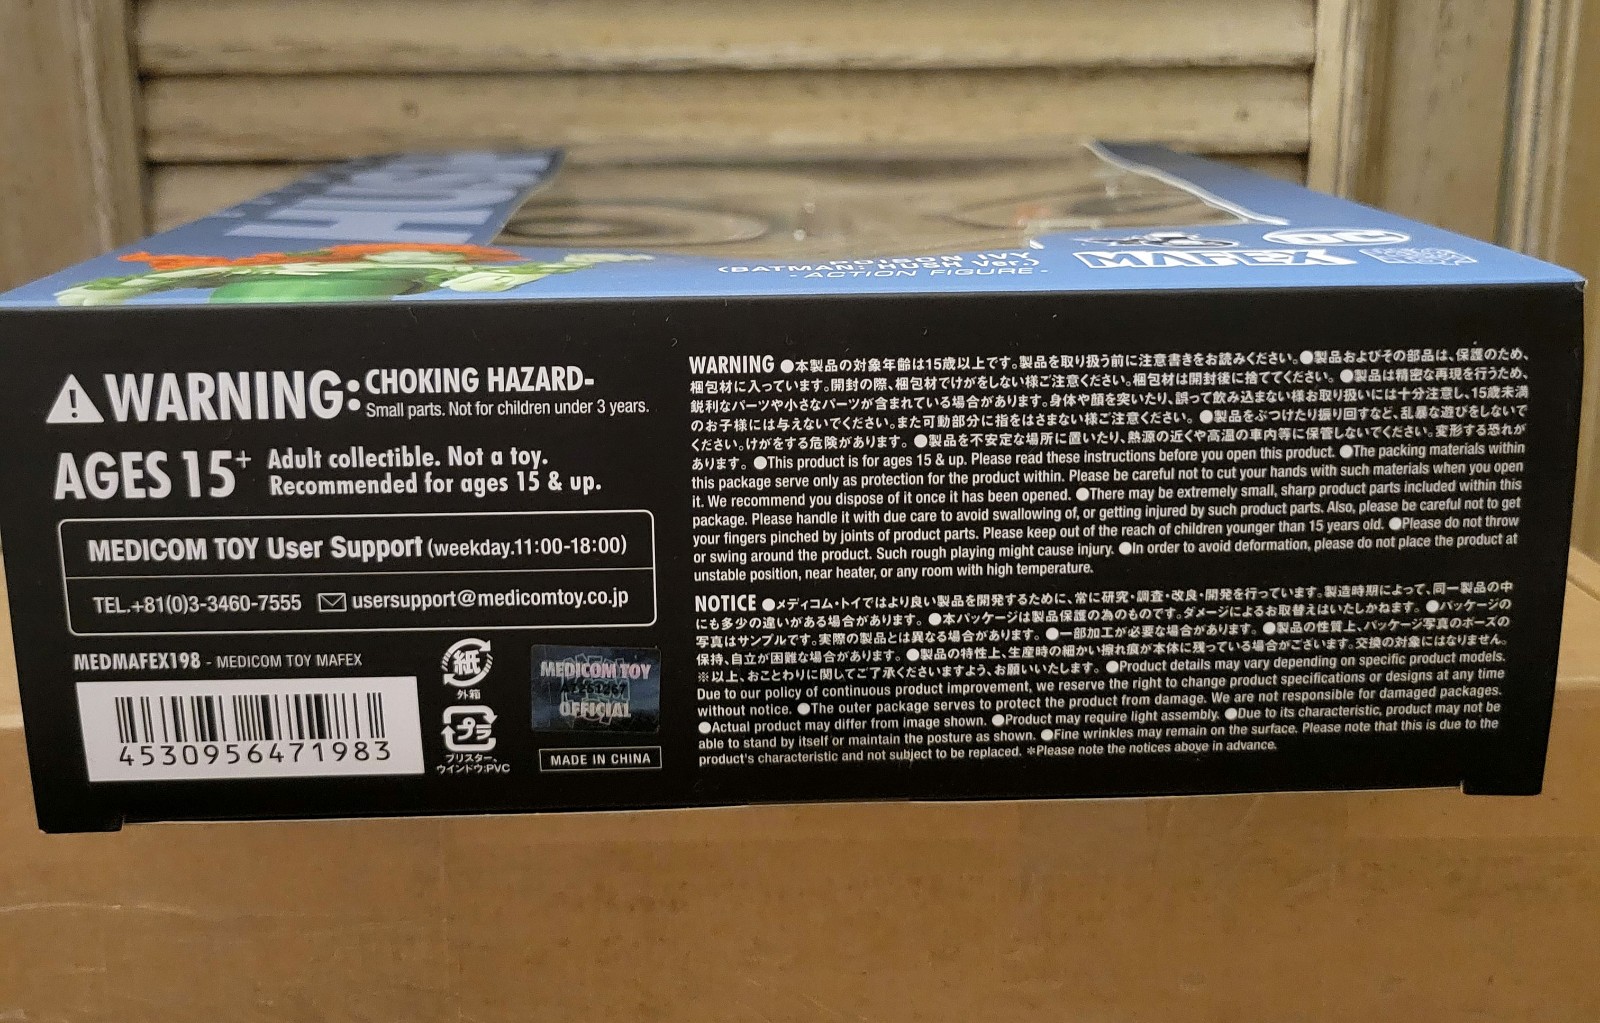 HUSH
POISON IVY
(BATMAN: HUSH Ver.)
- ACTION FIGURE -
MAFEX
DC
WARNING:
CHOKING HAZARD-
Small parts. Not for children under 3 years.
AGES 15+
Adult collectible. Not a toy.
Recommended for ages 15 & up.
MEDICOM TOY User Support (weekday.11:00-18:00)
TEL.+81(0)3-3460-7555 usersupport@medicomtoy.co.jp
MEDMAFEX198 - MEDICOM TOY MAFEX
4530956471983
紙
外箱
プラ
ブリスター、
ウインドウ:PVC
MEDICOM TOY
OFFICIAL
MADE IN CHINA
WARNING ●本製品の対象年齢は15歳以上です。製品を取り扱う前に注意書きをお読みください。●製品およびその部品は、保護のため、
梱包材に入っています。開封の際、梱包材でけがをしない様ご注意ください。梱包材は開封後に捨ててください。●製品は精密な再現を行うため、
鋭利なパーツや小さなパーツが含まれている場合があります。身体や顔を突いたり、誤って飲み込まない様お取り扱いには十分注意し、15歳未満
のお子様には与えないでください。また可動部分に指をはさまない様ご注意ください。●製品をぶつけたり振り回すなど、乱暴な遊びをしないで
ください。けがをする危険があります。●製品を不安定な場所に置いたり、熱源の近くや高温の車内等に保管しないでください。変形する恐れが
あります。●This product is for ages 15 & up. Please read these instructions before you open this product. ●The packing materials within
this package serve only as protection for the product within. Please be careful not to cut your hands with such materials when you open
it. We recommend you dispose of it once it has been opened. ●There may be extremely small, sharp product parts included within this
package. Please handle it with due care to avoid swallowing of, or getting injured by such product parts. Also, please be careful not to get
your fingers pinched by joints of product parts. Please keep out of the reach of children younger than 15 years old. ●Please do not throw
or swing around the product. Such rough playing might cause injury. ●In order to avoid deformation, please do not place the product at
unstable position, near heater, or any room with high temperature.
NOTICE ●メディコム・トイではより良い製品を開発するために、常に研究・調査・改良・開発を行っています。製造時期によって、同一製品の中
にも多少の違いがある場合があります。●本パッケージは製品保護の為のものです。ダメージによるお取替えはいたしかねます。●パッケージの
写真はサンプルです。実際の製品とは異なる場合があります。●一部加工が必要な場合があります。●製品の性質上、パッケージ写真のポーズの
保持、自立が困難な場合があります。●製品の特性上、生産時の細かい擦れ痕が本体に残っている場合がございます。交換の対象にはなりません。
※以上、おことわりに関してご了承くださいますよう、お願いいたします。●Product details may vary depending on specific product models.
Due to our policy of continuous product improvement, we reserve the right to change product specifications or designs at any time
without notice. ●The outer package serves to protect the product from damage. We are not responsible for damaged packages.
●Actual product may differ from image shown. ●Product may require light assembly. ●Due to its characteristic, product may not be
able to stand by itself or maintain the posture as shown. ●Fine wrinkles may remain on the surface. Please note that this is due to the
product's characteristic and not subject to be replaced. ※Please note the notices above in advance.